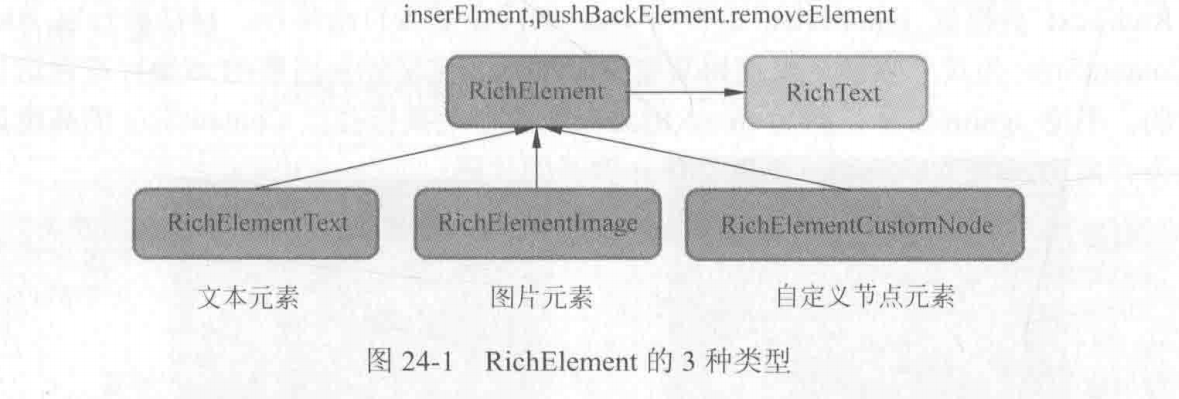 inserElment,pushBackElement.removeElement
RichElement
RichText
RichElementText
RichElementImage
RichElementCustomNode
文本元素
图片元素
自定义节点元素
图 24-1 RichElement 的 3 种类型